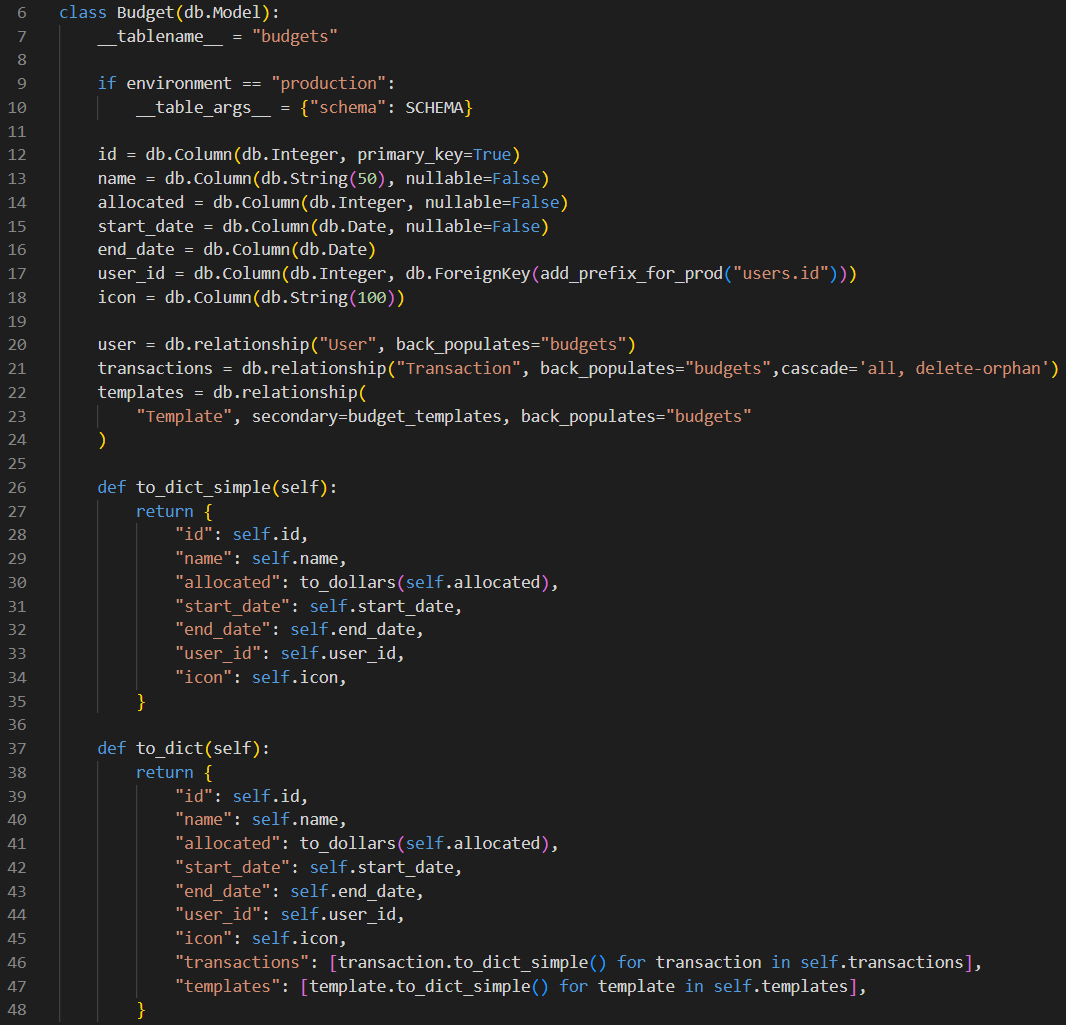 6 class Budget(db.Model):
7     __tablename__ = "budgets"
8
9     if environment == "production":
10         __table_args__ = {"schema": SCHEMA}
11
12     id = db.Column(db.Integer, primary_key=True)
13     name = db.Column(db.String(50), nullable=False)
14     allocated = db.Column(db.Integer, nullable=False)
15     start_date = db.Column(db.Date, nullable=False)
16     end_date = db.Column(db.Date)
17     user_id = db.Column(db.Integer, db.ForeignKey(add_prefix_for_prod("users.id")))
18     icon = db.Column(db.String(100))
19
20     user = db.relationship("User", back_populates="budgets")
21     transactions = db.relationship("Transaction", back_populates="budgets",cascade='all, delete-orphan')
22     templates = db.relationship(
23         "Template", secondary=budget_templates, back_populates="budgets"
24     )
25
26     def to_dict_simple(self):
27         return {
28             "id": self.id,
29             "name": self.name,
30             "allocated": to_dollars(self.allocated),
31             "start_date": self.start_date,
32             "end_date": self.end_date,
33             "user_id": self.user_id,
34             "icon": self.icon,
35         }
36
37     def to_dict(self):
38         return {
39             "id": self.id,
40             "name": self.name,
41             "allocated": to_dollars(self.allocated),
42             "start_date": self.start_date,
43             "end_date": self.end_date,
44             "user_id": self.user_id,
45             "icon": self.icon,
46             "transactions": [transaction.to_dict_simple() for transaction in self.transactions],
47             "templates": [template.to_dict_simple() for template in self.templates],
48         }